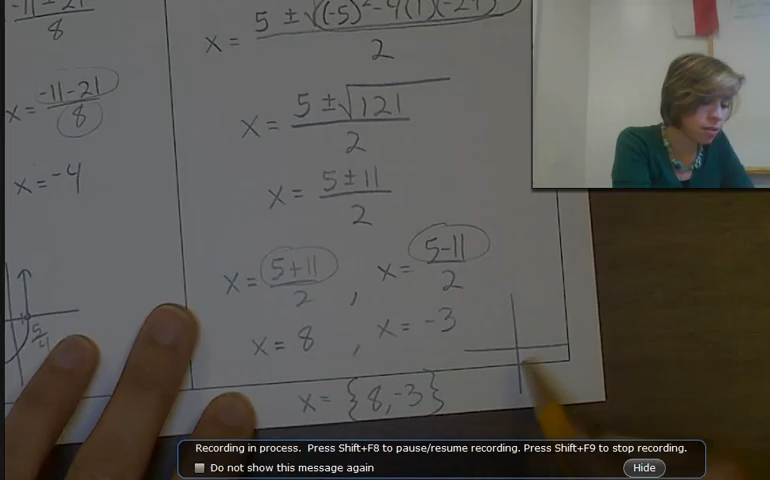 -11 ± 21
8
x = -11-21
8
x = -4
5/4
x = 5 ± √(-5)² - 4(1)(-24)
2
x = 5 ± √121
2
x = 5 ± 11
2
x = 5+11
2
, x = 5-11
2
x = 8 , x = -3
x = {8, -3}
Recording in process. Press Shift+F8 to pause/resume recording. Press Shift+F9 to stop recording.
Do not show this message again
Hide